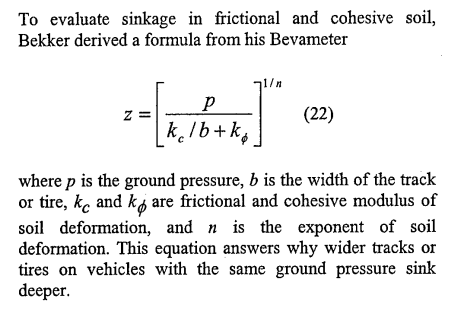 To evaluate sinkage in frictional and cohesive soil,
Bekker derived a formula from his Bevameter
z = [ p / (k_c / b + k_ϕ) ]^{1/n} (22)
where p is the ground pressure, b is the width of the track
or tire, k_c and k_ϕ are frictional and cohesive modulus of
soil deformation, and n is the exponent of soil
deformation. This equation answers why wider tracks or
tires on vehicles with the same ground pressure sink
deeper.